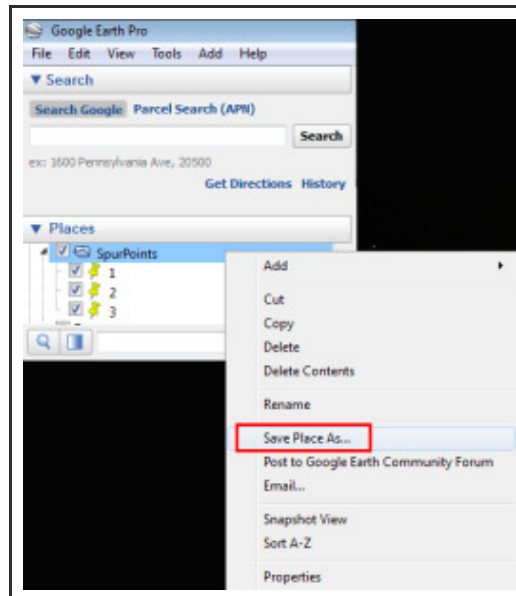 Google Earth Pro
File Edit View Tools Add Help
▼ Search
Search Google Parcel Search (APN)
Search
ex: 1600 Pennsylvania Ave, 20500
Get Directions History
▼ Places
SpurPoints
1
2
3
Add
Cut
Copy
Delete
Delete Contents
Rename
Save Place As...
Post to Google Earth Community Forum
Email...
Snapshot View
Sort A-Z
Properties